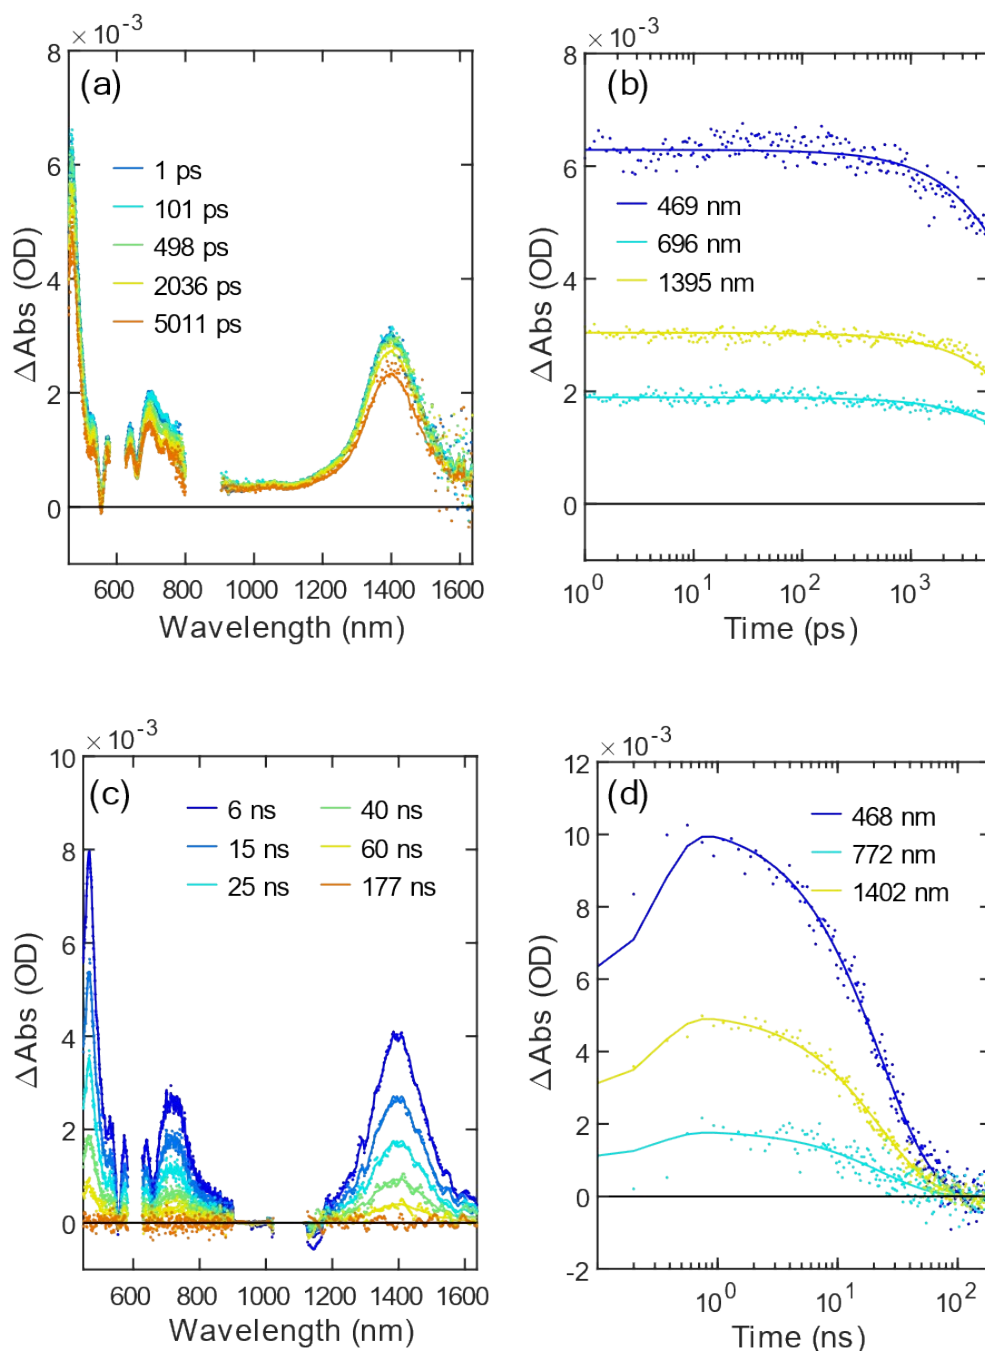 × 10⁻³
8
(a)
6
1 ps
101 ps
498 ps
2036 ps
5011 ps
4
2
0
ΔAbs (OD)
600 800 1000 1200 1400 1600
Wavelength (nm)
× 10⁻³
8
(b)
6
469 nm
696 nm
1395 nm
4
2
0
ΔAbs (OD)
10⁰ 10¹ 10² 10³
Time (ps)
× 10⁻³
10
(c)
6 ns 40 ns
15 ns 60 ns
25 ns 177 ns
8
6
4
2
0
ΔAbs (OD)
600 800 1000 1200 1400 1600
Wavelength (nm)
× 10⁻³
12
(d)
468 nm
772 nm
1402 nm
10
8
6
4
2
0
-2
ΔAbs (OD)
10⁰ 10¹ 10²
Time (ns)